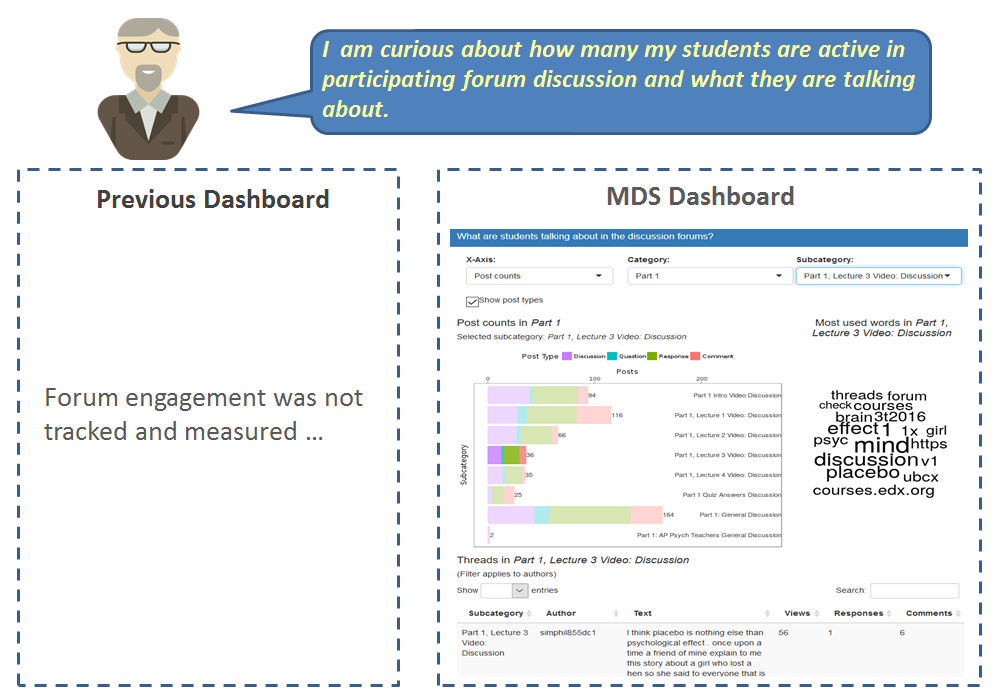 I am curious about how many my students are active in
participating forum discussion and what they are talking
about.
Previous Dashboard
Forum engagement was not
tracked and measured ...
MDS Dashboard
What are students talking about in the discussion forums?
X-Axis:
Category:
Subcategory:
Post counts
Part 1
Part 1, Lecture 3 Video: Discussion
Show post types
Post counts in Part 1
Selected subcategory: Part 1, Lecture 3 Video: Discussion
Post Type Discussion Question Response Comment
Posts
0 100 200
Subcategory
94 Part 1 Intro Video Discussion
116 Part 1, Lecture 1 Video: Discussion
66 Part 1, Lecture 2 Video: Discussion
36 Part 1, Lecture 3 Video: Discussion
35 Part 1, Lecture 4 Video: Discussion
25 Part 1 Quiz Answers Discussion
164 Part 1: General Discussion
2 Part 1: AP Psych Teachers General Discussion
Most used words in Part 1,
Lecture 3 Video: Discussion
threads forum
check courses
brain 3t2016
effect 1 1x girl
psyc mind https
discussion v1
placebo ubcx
courses.edx.org
Threads in Part 1, Lecture 3 Video: Discussion
(Filter applies to authors)
Show entries
Search:
Subcategory Author Text Views Responses Comments
Part 1, Lecture 3
Video:
Discussion
simphil855dc1
I think placebo is nothing else than
psychological effect . once upon a
time a friend of mine explain to me
this story about a girl who lost a
hen so she said to everyone that is
56
1
6